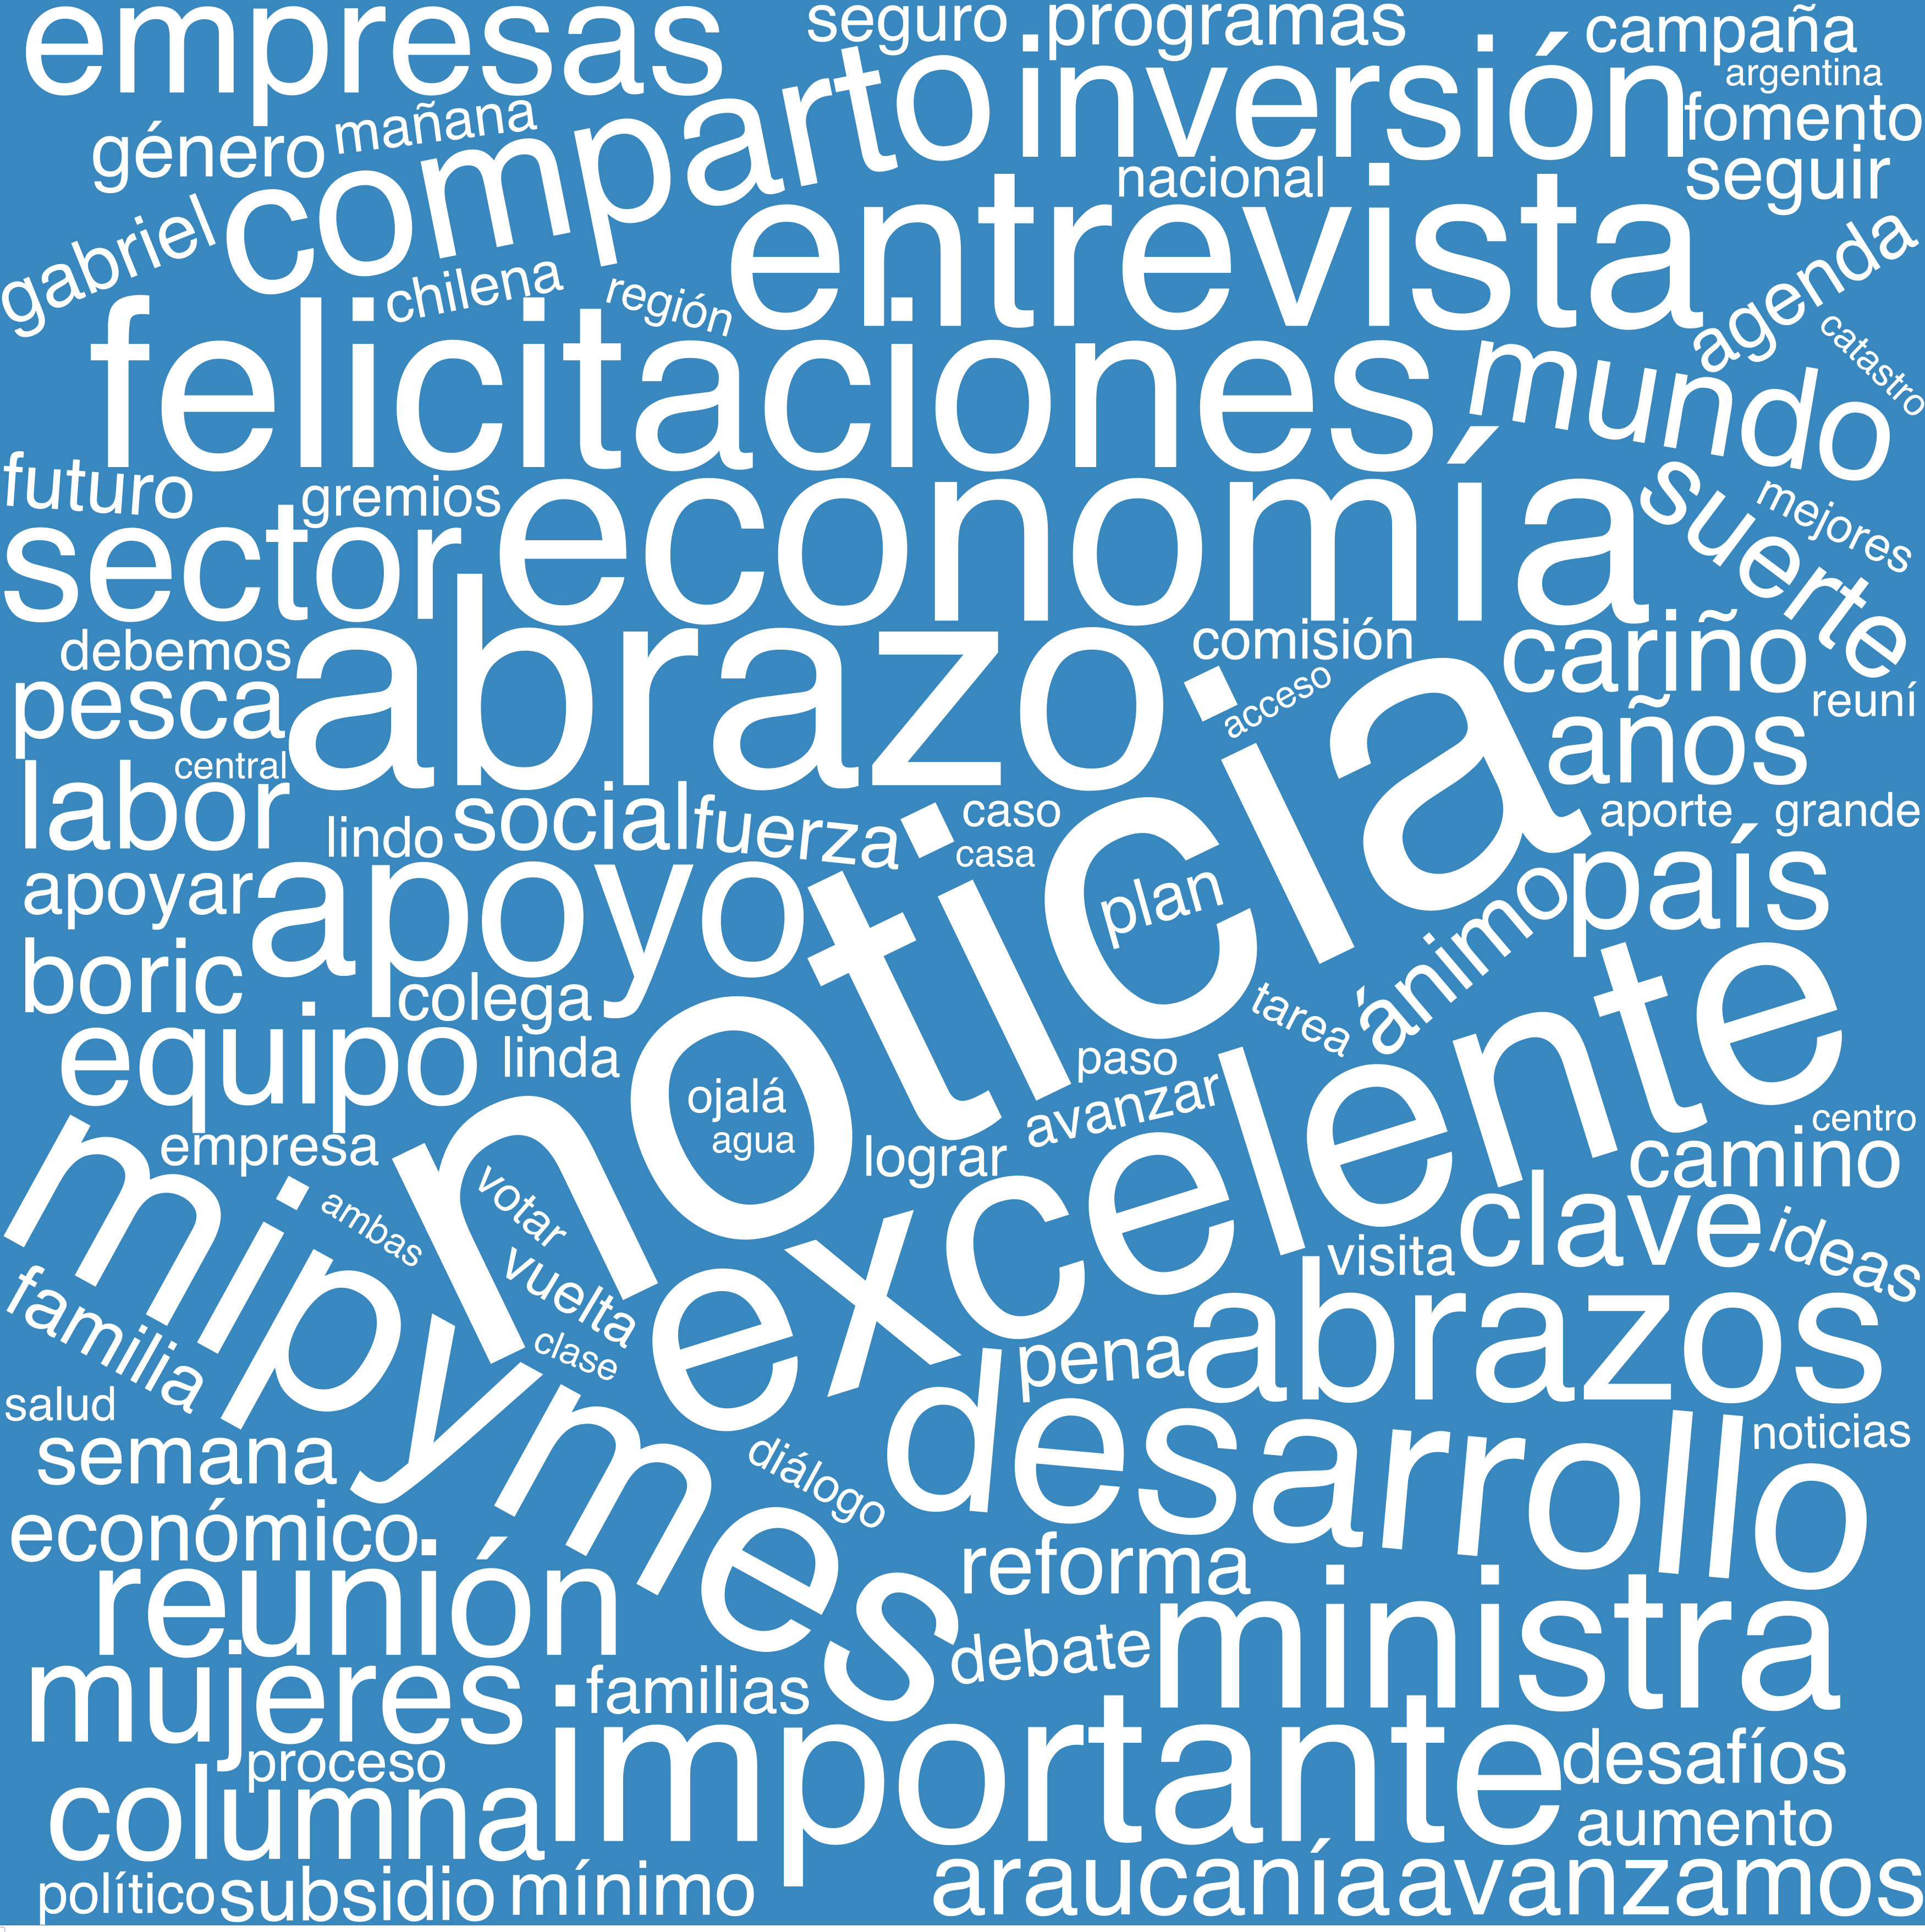 empresas
seguro
programas
campaña
argentina
comparto
inversión
fomento
género
mañana
nacional
seguir
gabriel
chilena
región
entrevista
agenda
catastro
felicitaciones
mundo
futuro
gremios
suerte
mejores
sector
economía
debemos
abrazo
comisión
cariño
pesca
acceso
reuní
años
central
labor
lindo
social
fuerza
caso
casa
aporte
grande
noticia
plan
apoyar
apoyo
país
boric
colega
tarea
ánimo
equipo
linda
ojalá
agua
paso
avanzar
excelente
centro
empresa
lograr
camino
mipymes
ambas
votar
vuelta
clase
visita
clave
ideas
familia
pena
abrazos
salud
semana
diálogo
desarrollo
noticias
económico
reunión
reforma
ministra
mujeres
familias
debate
proceso
importante
desafíos
columna
aumento
político
subsidio
mínimo
araucanía
avanzamos